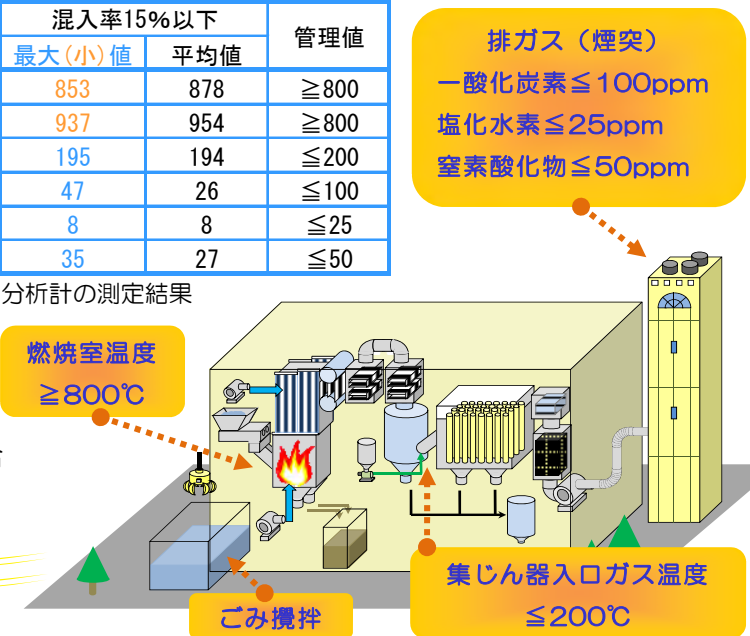 混入率15%以下 管理値
最大(小)値 平均値
853 878 ≧800
937 954 ≧800
195 194 ≦200
47 26 ≦100
8 8 ≦25
35 27 ≦50
分析計の測定結果
排ガス（煙突）
一酸化炭素≦100ppm
塩化水素≦25ppm
窒素酸化物≦50ppm
燃焼室温度
≧800℃
集じん器入口ガス温度
≦200℃
ごみ攪拌